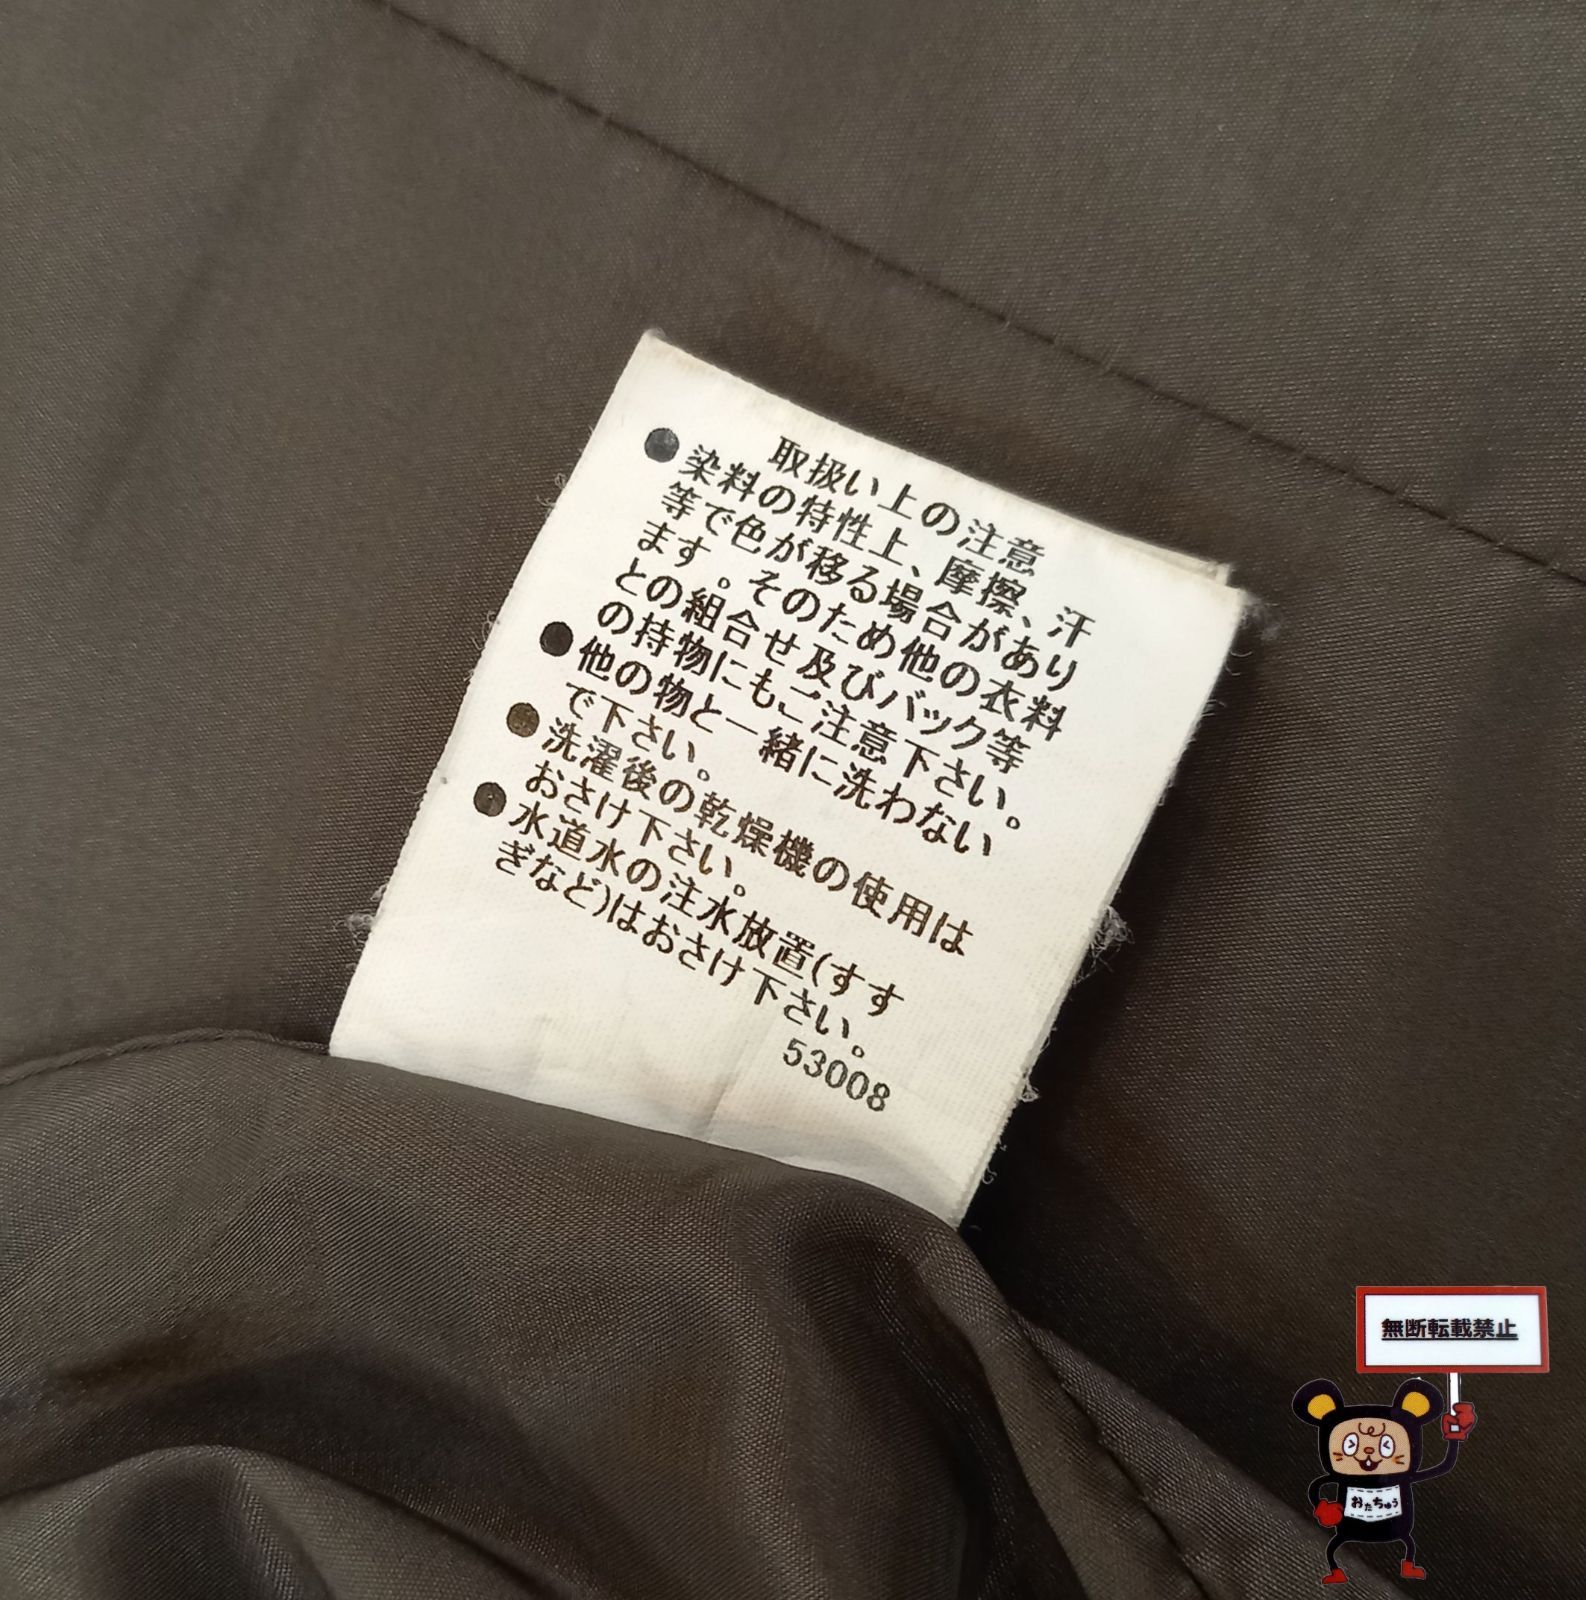 取扱い上の注意
●染料の特性上、摩擦、汗
等で色が移る場合があり
ます。そのため他の衣料
との組合せ及びバック等
の持物にもご注意下さい。
●他の物と一緒に洗わない
で下さい。
●洗濯後の乾燥機の使用は
おさけ下さい。
●水道水の注水放置(すす
ぎなど)はおさけ下さい。
53008
無断転載禁止
おたちゅう